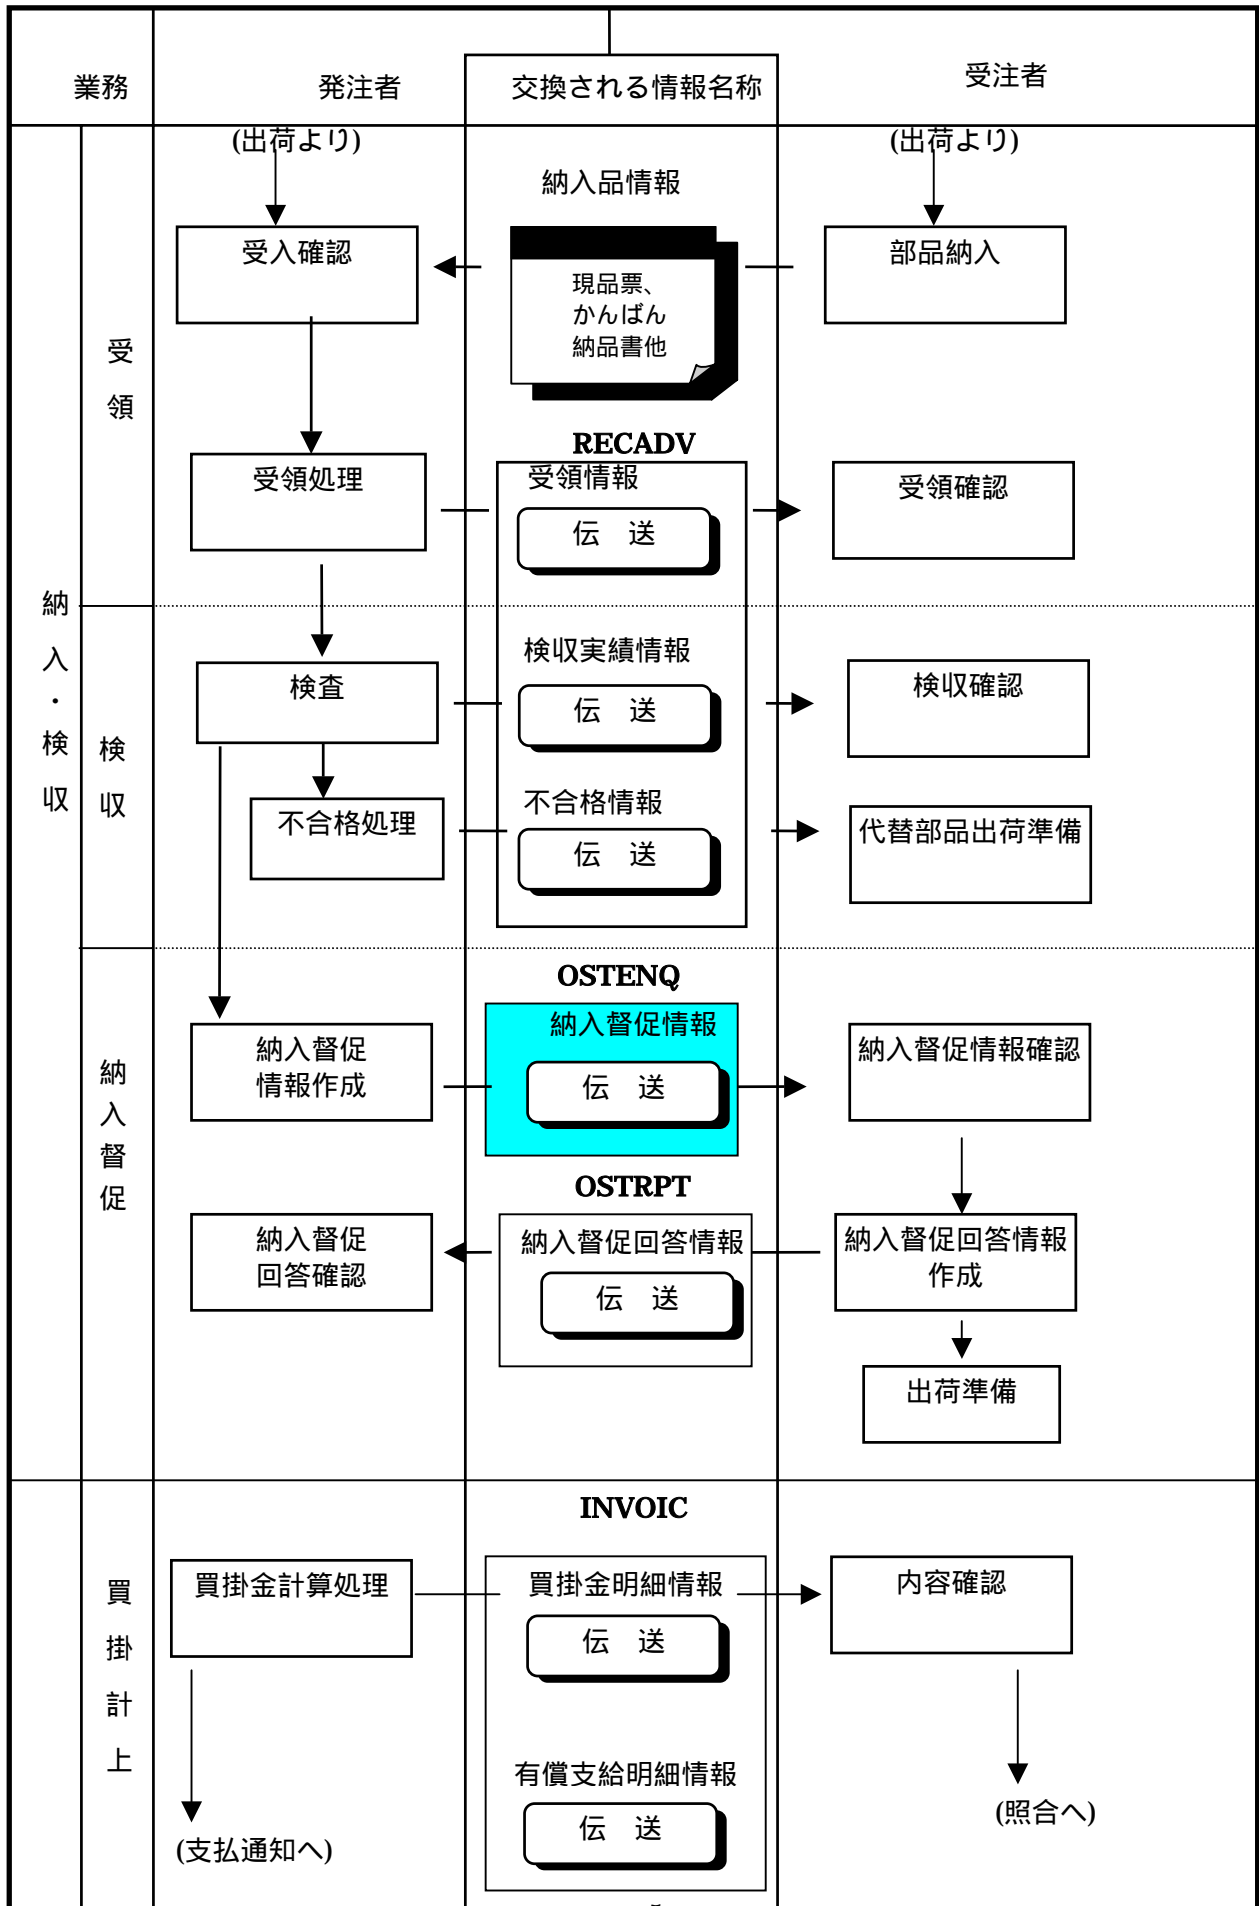 業務
発注者
交換される情報名称
受注者
(出荷より)
(出荷より)
納入品情報
受入確認
部品納入
現品票、
かんばん
納品書他
受領
RECADV
受領処理
受領情報
伝　送
受領確認
納入・検収
検収
検査
検収実績情報
伝　送
検収確認
不合格処理
不合格情報
伝　送
代替部品出荷準備
納入督促
OSTENQ
納入督促
情報作成
納入督促情報
伝　送
納入督促情報確認
OSTRPT
納入督促
回答確認
納入督促回答情報
伝　送
納入督促回答情報
作成
出荷準備
買掛計上
INVOIC
買掛金計算処理
買掛金明細情報
伝　送
内容確認
有償支給明細情報
伝　送
(支払通知へ)
(照合へ)